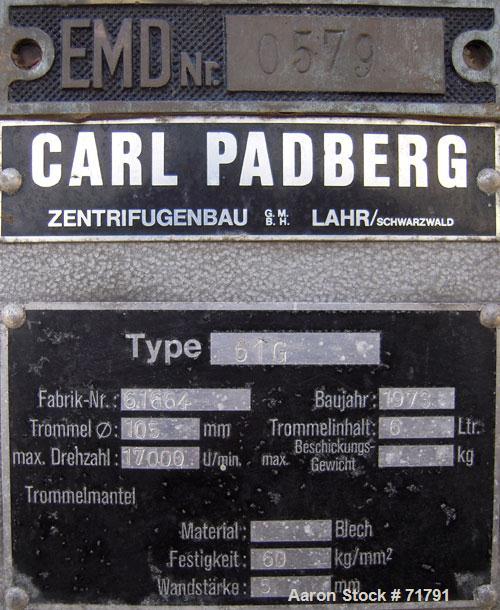 EMD Nr. 0579
CARL PADBERG
ZENTRIFUGENBAU G.M.B.H. LAHR/SCHWARZWALD
Type 61G
Fabrik-Nr.: 61664 Baujahr: 1973
Trommel Ø: 105 mm Trommelinhalt: 6 Ltr.
max. Drehzahl: 17000 U/min. max. Beschickungs-Gewicht kg
Trommelmantel
Material: Blech
Festigkeit: 60 kg/mm²
Wandstärke: 5 mm
Aaron Stock # 71791